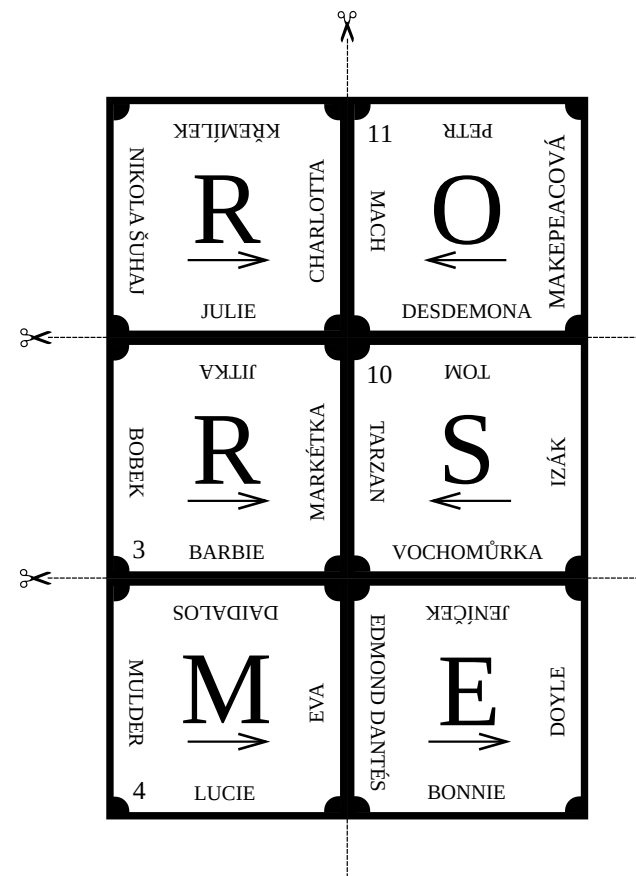 KŘEMÍLEK
NIKOLA ŠUHAJ
R
CHARLOTTA
JULIE
11
PETR
MACH
O
MAKEPEACOVÁ
DESDEMONA
JITKA
BOBEK
R
MARKÉTKA
3
BARBIE
10
TOM
TARZAN
S
IZÁK
VOCHOMŮRKA
DAIDALOS
MULDER
M
EVA
4
LUCIE
JENÍČEK
EDMOND DANTÉS
E
DOYLE
BONNIE